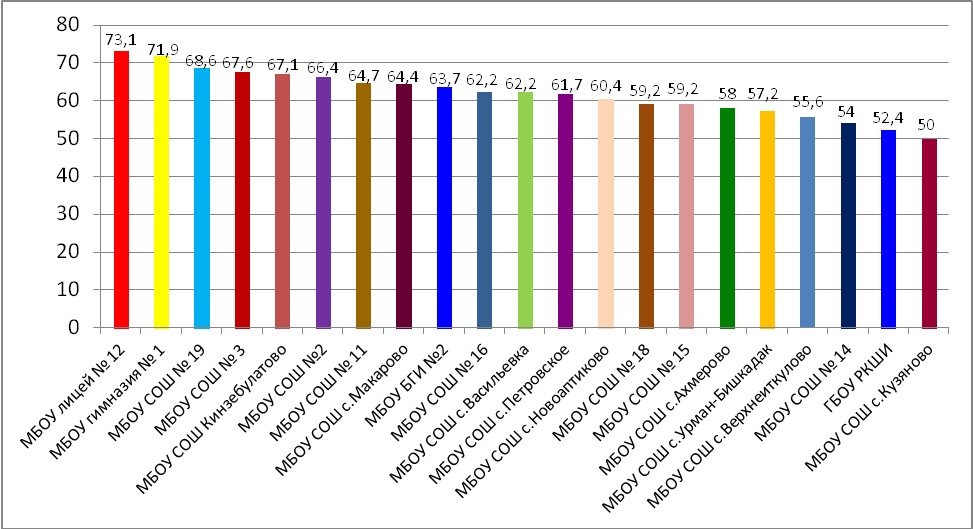 80
70
60
50
40
30
20
10
0
73,1
71,9
68,6
67,6
67,1
66,4
64,7
64,4
63,7
62,2
62,2
61,7
60,4
59,2
59,2
58
57,2
55,6
54
52,4
50
МБОУ лицей № 12
МБОУ гимназия № 1
МБОУ СОШ № 19
МБОУ СОШ № 3
МБОУ СОШ Кинзебулатово
МБОУ СОШ №2
МБОУ СОШ № 11
МБОУ СОШ с.Макарово
МБОУ БГИ №2
МБОУ СОШ № 16
МБОУ СОШ с.Васильевка
МБОУ СОШ с.Петровское
МБОУ СОШ с.Новоаптиково
МБОУ СОШ № 18
МБОУ СОШ № 15
МБОУ СОШ с.Ахмерово
МБОУ СОШ с..Урман-Бишкадак
МБОУ СОШ с.Верхнеиткулово
МБОУ СОШ № 14
ГБОУ РКШИ
МБОУ СОШ с.Кузяново